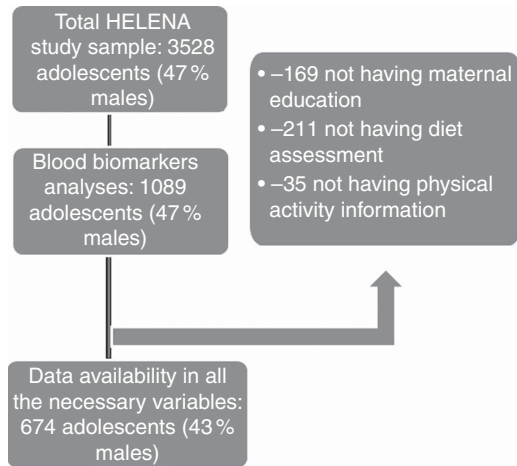 Total HELENA
study sample: 3528
adolescents (47 %
males)
Blood biomarkers
analyses: 1089
adolescents (47 %
males)
• –169 not having maternal
education
• –211 not having diet
assessment
• –35 not having physical
activity information
Data availability in all
the necessary variables:
674 adolescents (43 %
males)